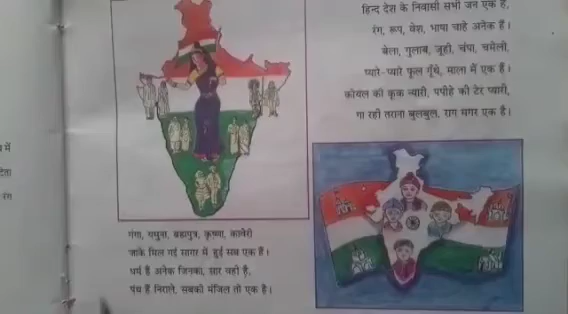 हिन्द देश के निवासी सभी जन एक हैं,
रंग, रूप, वेश, भाषा चाहे अनेक हैं।
बेला, गुलाब, जूही, चंपा, चमेली,
प्यारे-प्यारे फूल गूँथे, माला में एक हैं।
कोयल की कूक न्यारी, पपीहे की टेर प्यारी,
गा रही तराना बुलबुल, राग मगर एक है।
गंगा, यमुना, ब्रह्मपुत्र, कृष्णा, कावेरी
जाके मिल गई सागर में हुई सब एक हैं।
धर्म हैं अनेक जिनका, सार वही है,
पंथ हैं निराले, सबकी मंजिल तो एक है।
में
रंग